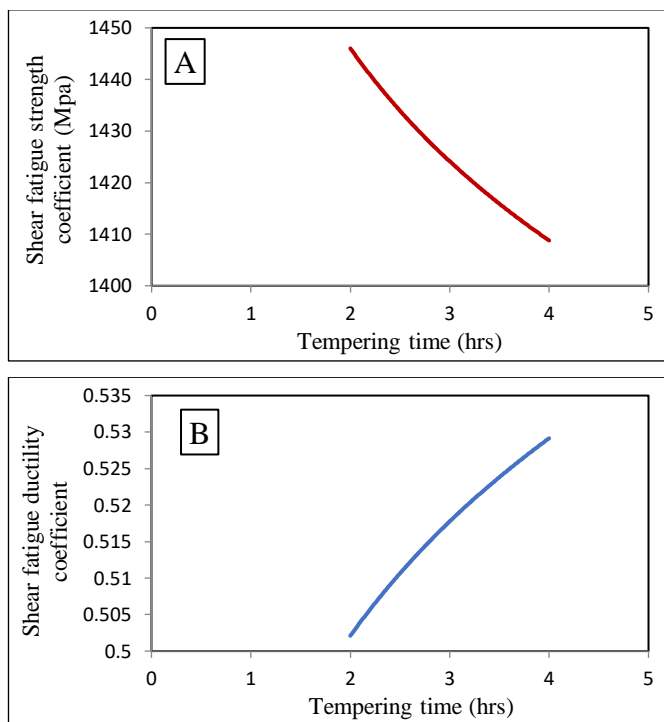 A
Shear fatigue strength
coefficient (Mpa)
1450
1440
1430
1420
1410
1400
0 1 2 3 4 5
Tempering time (hrs)
B
Shear fatigue ductility
coefficient
0.535
0.53
0.525
0.52
0.515
0.51
0.505
0.5
0 1 2 3 4 5
Tempering time (hrs)